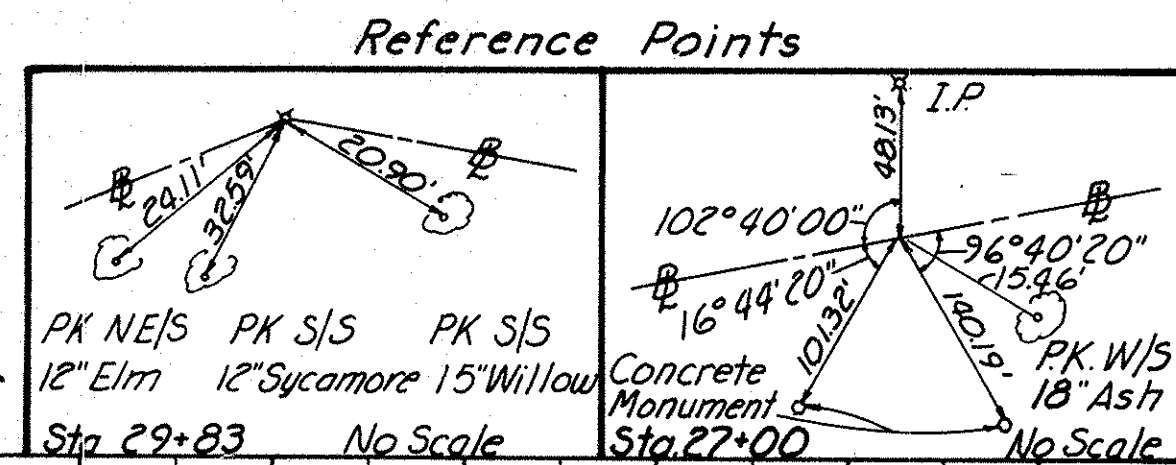 Reference Points
℄
24.11'
32.59'
20.90'
℄
PK NE/S PK S/S PK S/S
12" Elm 12" Sycamore 15" Willow
Sta 29+83 No Scale
I.P.
48.13'
102°40'00"
℄
96°40'20"
15.46'
℄
16°44'20"
101.32'
140.19'
Concrete
Monument
P.K. W/S
18" Ash
Sta. 27+00 No Scale